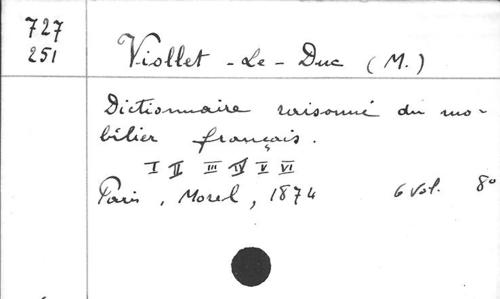 727
251
Viollet-Le-Duc (M.)
Dictionnaire raisonné du mo-
bilier français.
I II III IV V VI
Paris, Morel, 1874 6 vol. 8°